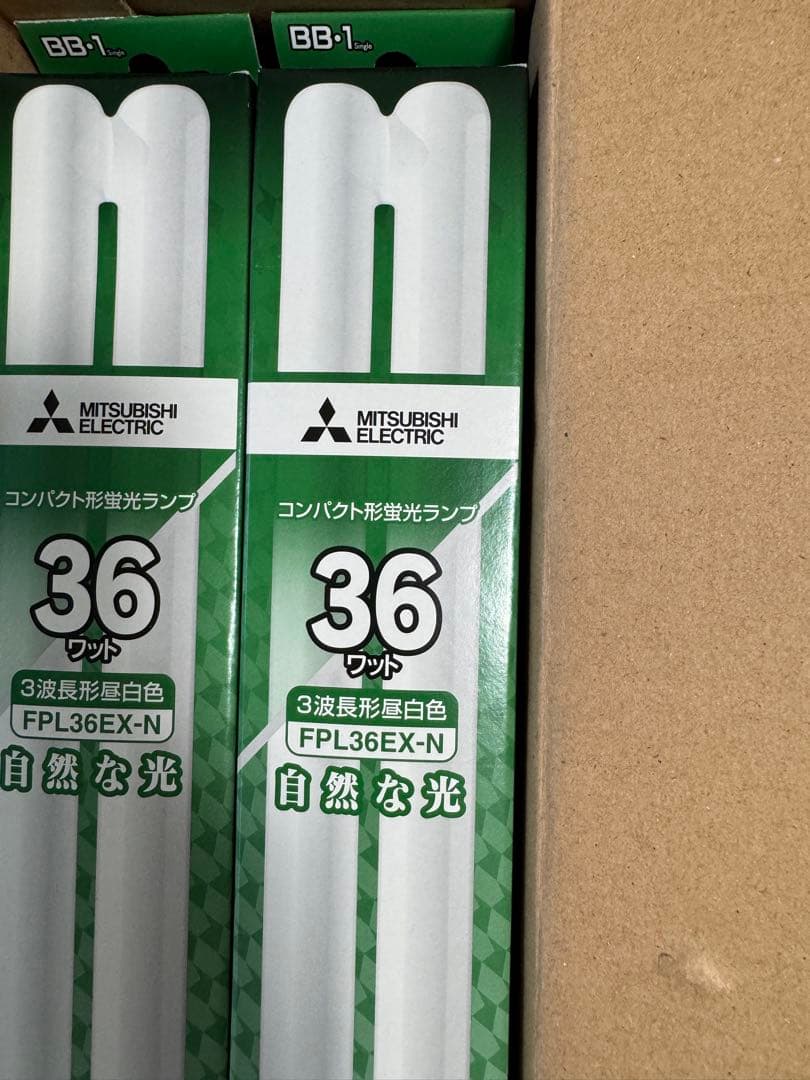 BB・1 Single
MITSUBISHI
ELECTRIC
コンパクト形蛍光ランプ
36
ワット
3波長形昼白色
FPL36EX-N
自然な光
BB・1 Single
MITSUBISHI
ELECTRIC
コンパクト形蛍光ランプ
36
ワット
3波長形昼白色
FPL36EX-N
自然な光